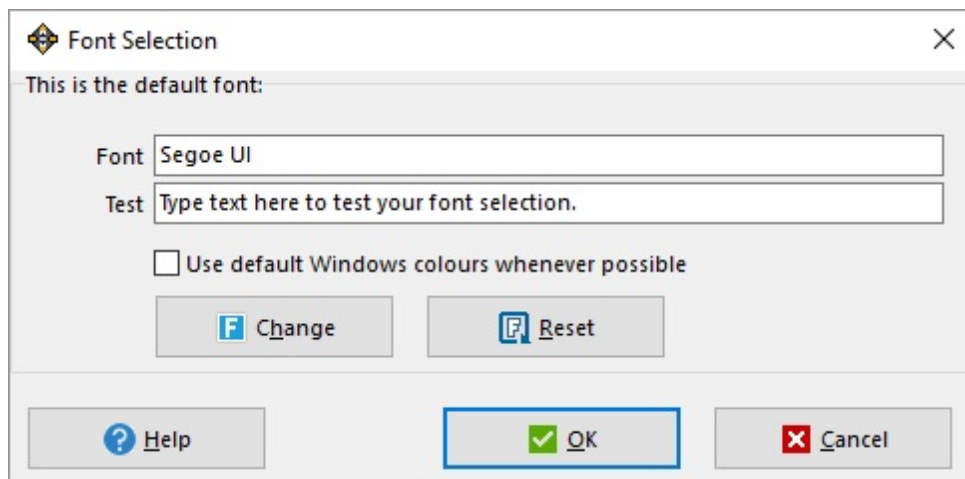 Font Selection
This is the default font:
Font Segoe UI
Test Type text here to test your font selection.
Use default Windows colours whenever possible
F Change F Reset
? Help OK Cancel